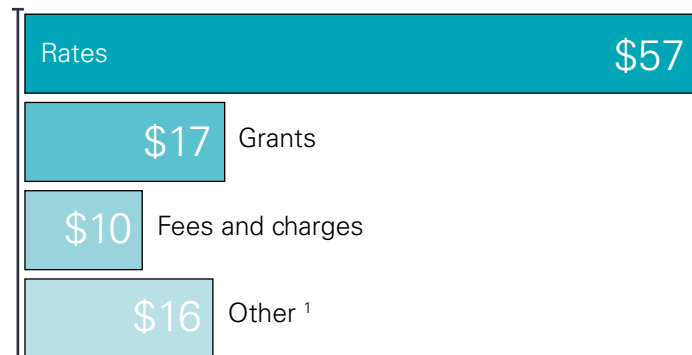 Rates $57
$17 Grants
$10 Fees and charges
$16 Other ¹